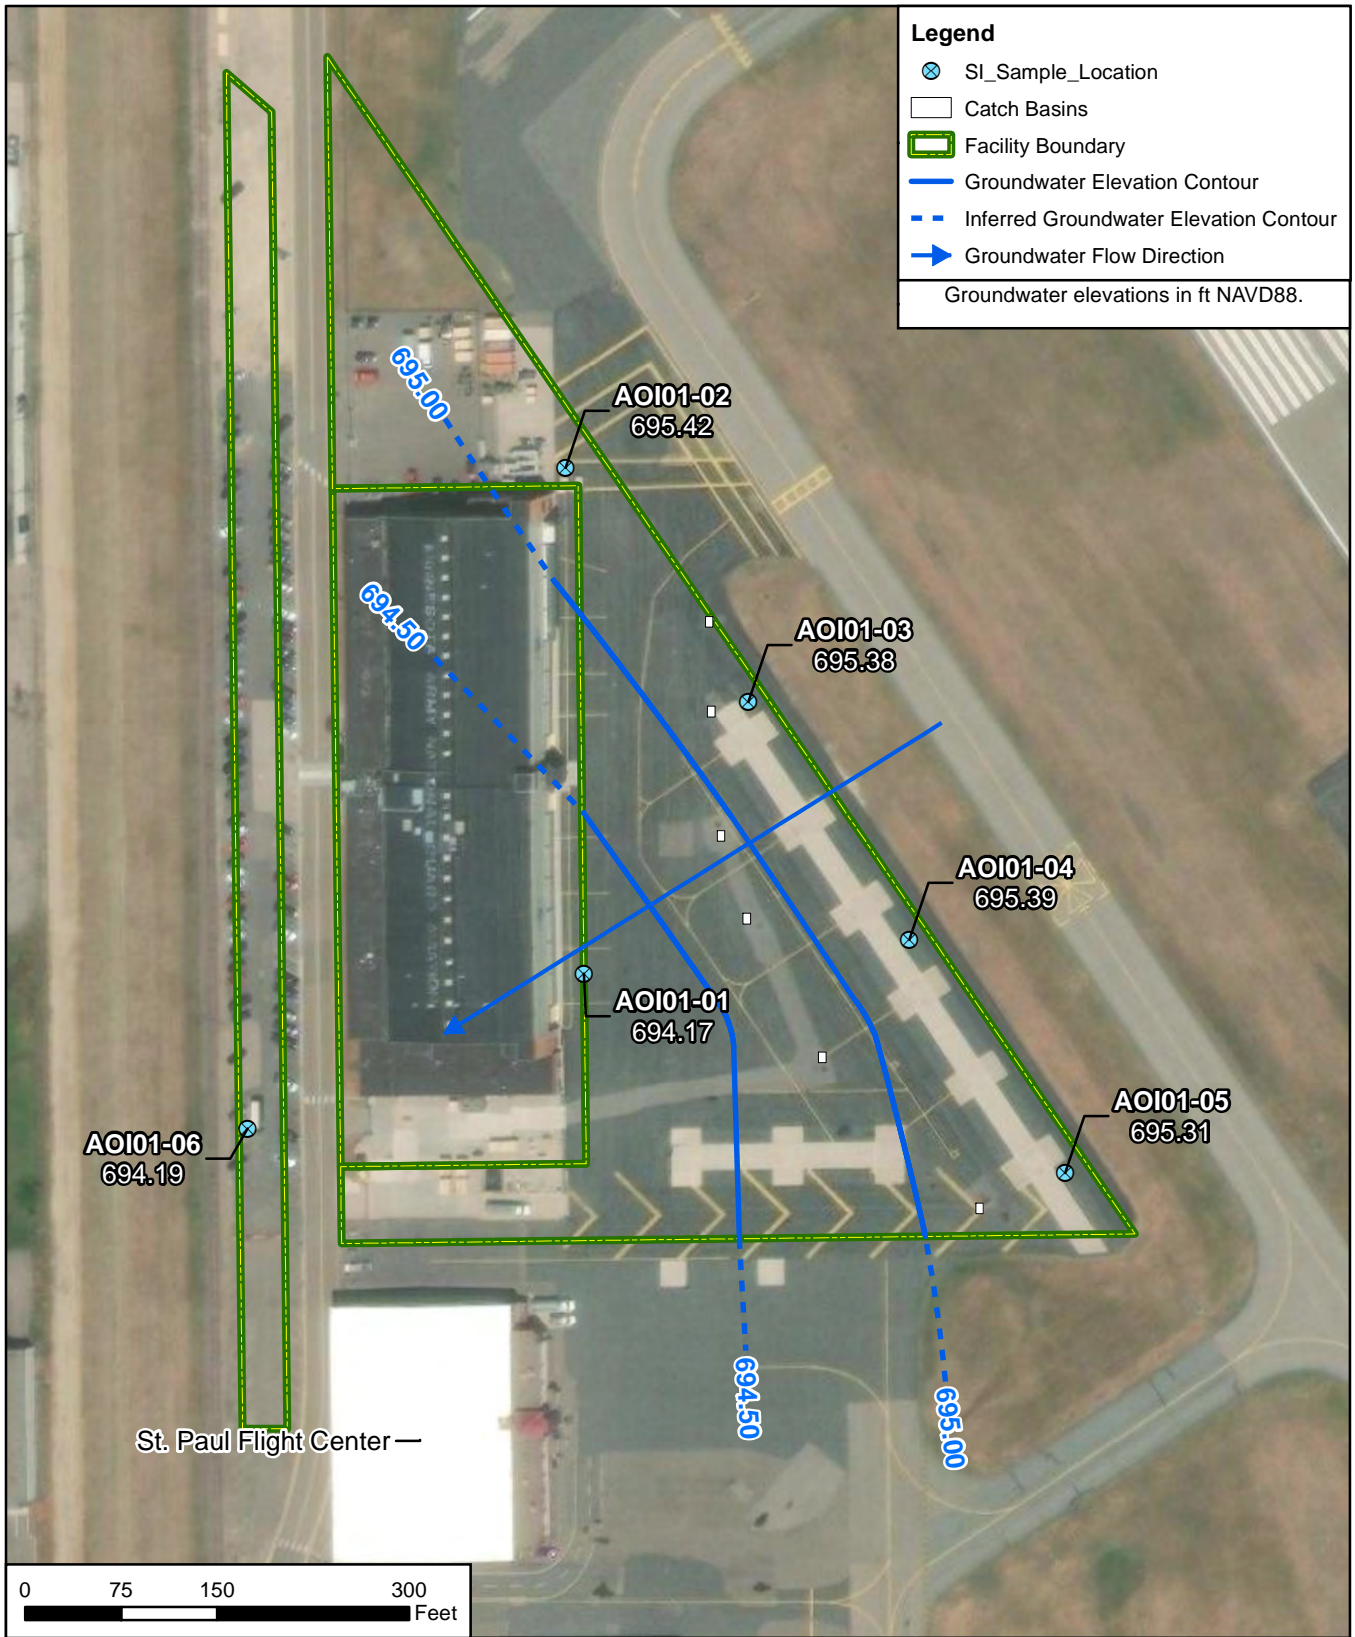 Legend
SI_Sample_Location
Catch Basins
Facility Boundary
Groundwater Elevation Contour
Inferred Groundwater Elevation Contour
Groundwater Flow Direction
Groundwater elevations in ft NAVD88.
695.00
AOI01-02
695.42
694.50
AOI01-03
695.38
AOI01-04
695.39
AOI01-01
694.17
AOI01-05
695.31
AOI01-06
694.19
694.50
695.00
St. Paul Flight Center
0 75 150 300
Feet